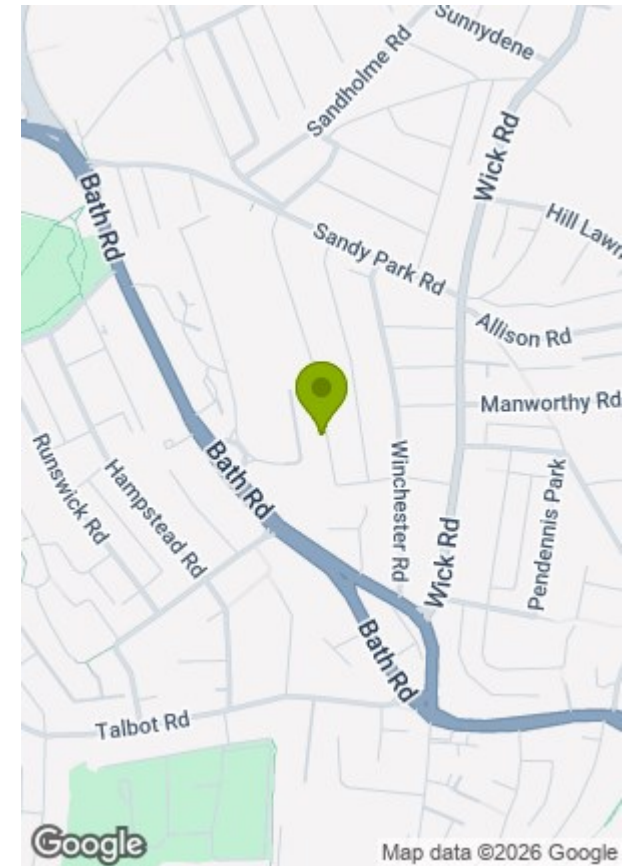 Sunnydene
Sandholme Rd
Wick Rd
Bath Rd
Hill Lawn
Sandy Park Rd
Allison Rd
Manworthy Rd
Runswick Rd
Hampstead Rd
Bath Rd
Winchester Rd
Pendennis Park
Wick Rd
Bath Rd
Talbot Rd
Google
Map data ©2026 Google